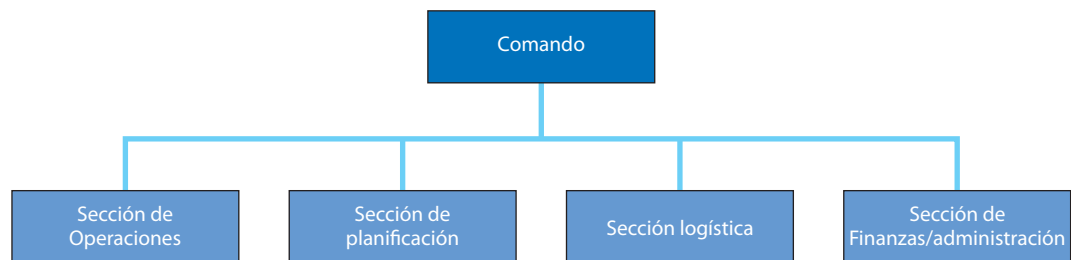 Comando
Sección de
Operaciones
Sección de
planificación
Sección logística
Sección de
Finanzas/administración